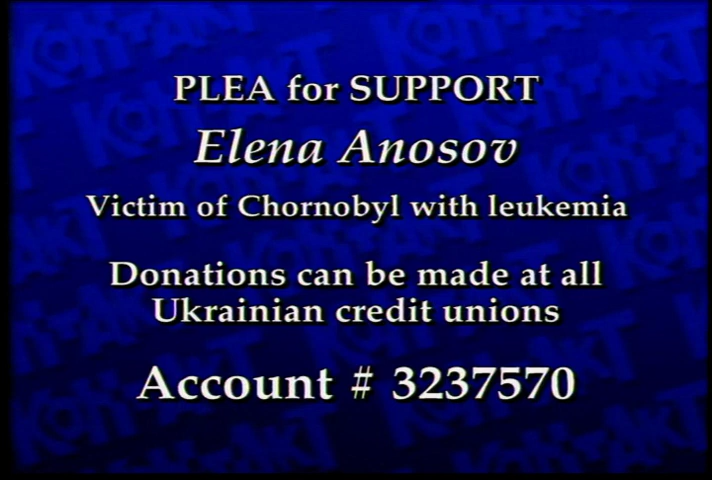 PLEA for SUPPORT
Elena Anosov
Victim of Chornobyl with leukemia
Donations can be made at all
Ukrainian credit unions
Account # 3237570